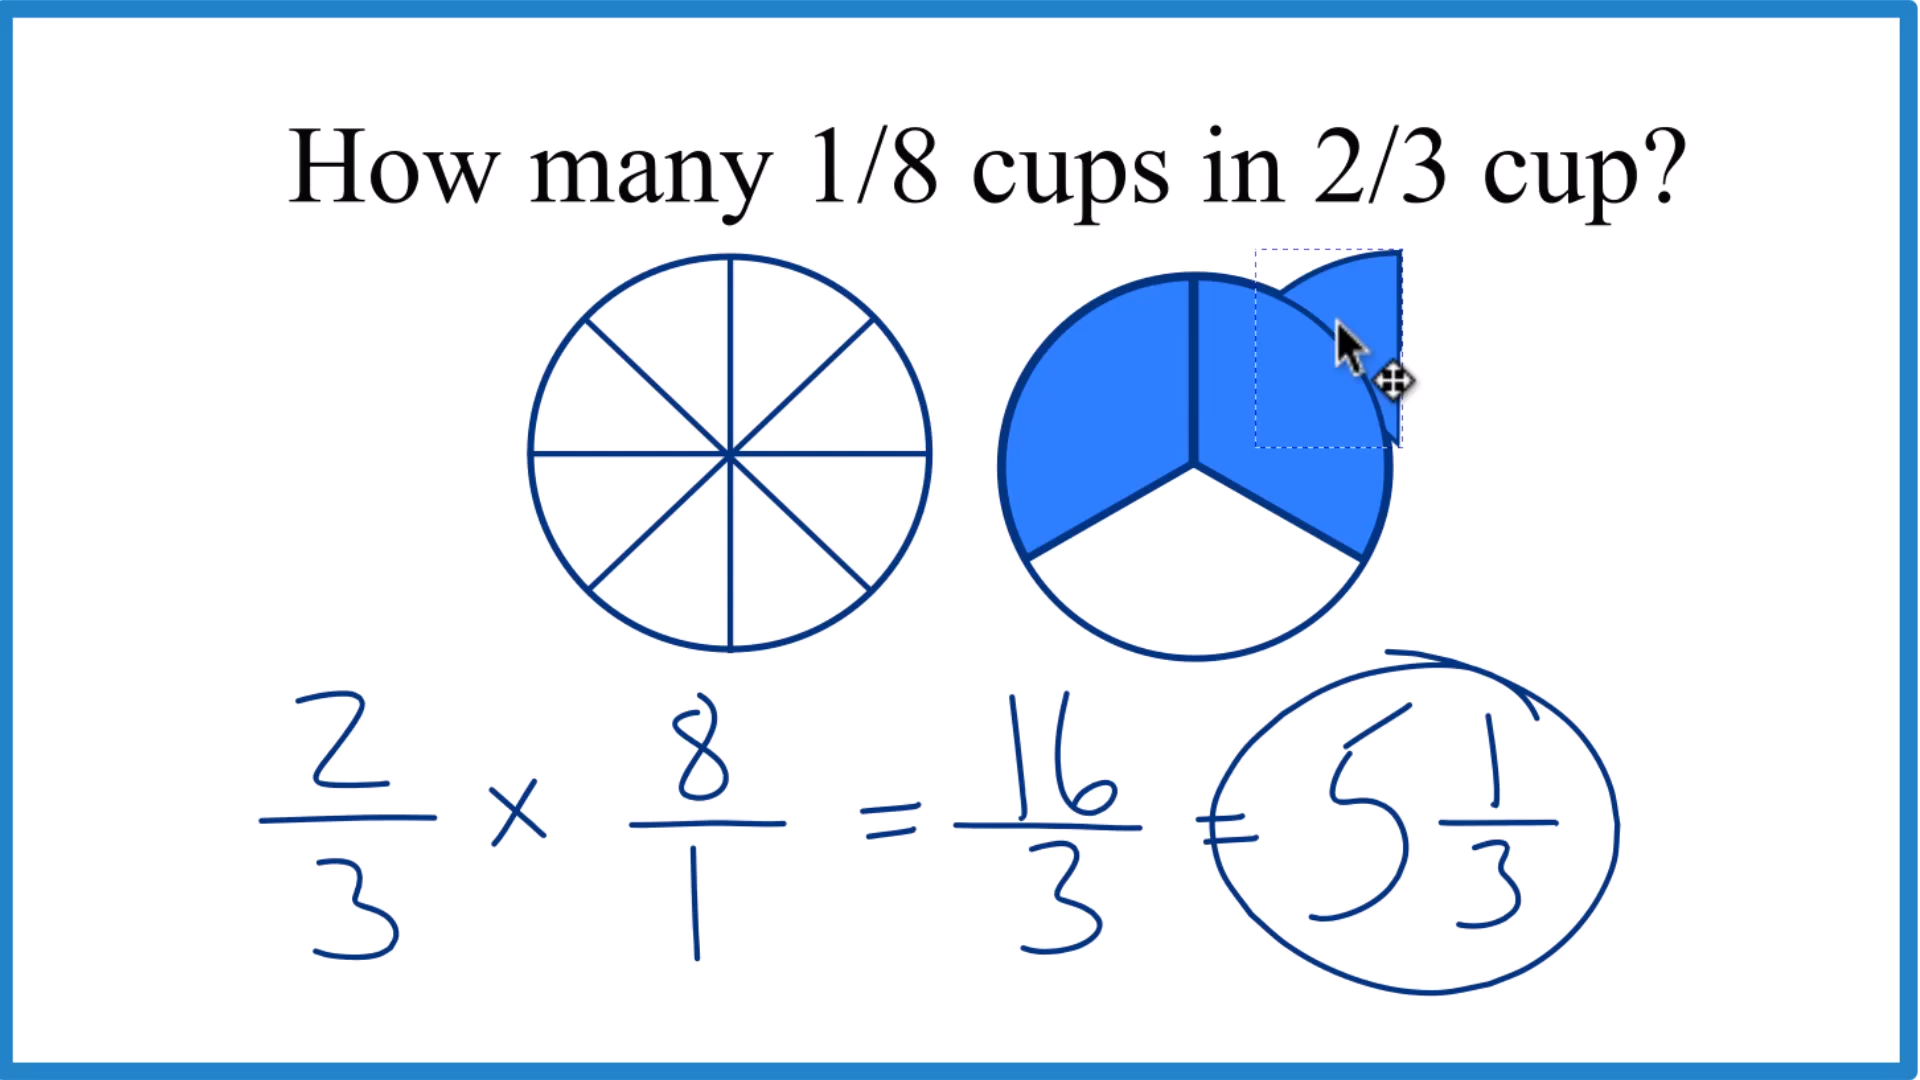 How many 1/8 cups in 2/3 cup?
2/3 × 8/1 = 16/3 = 5 1/3